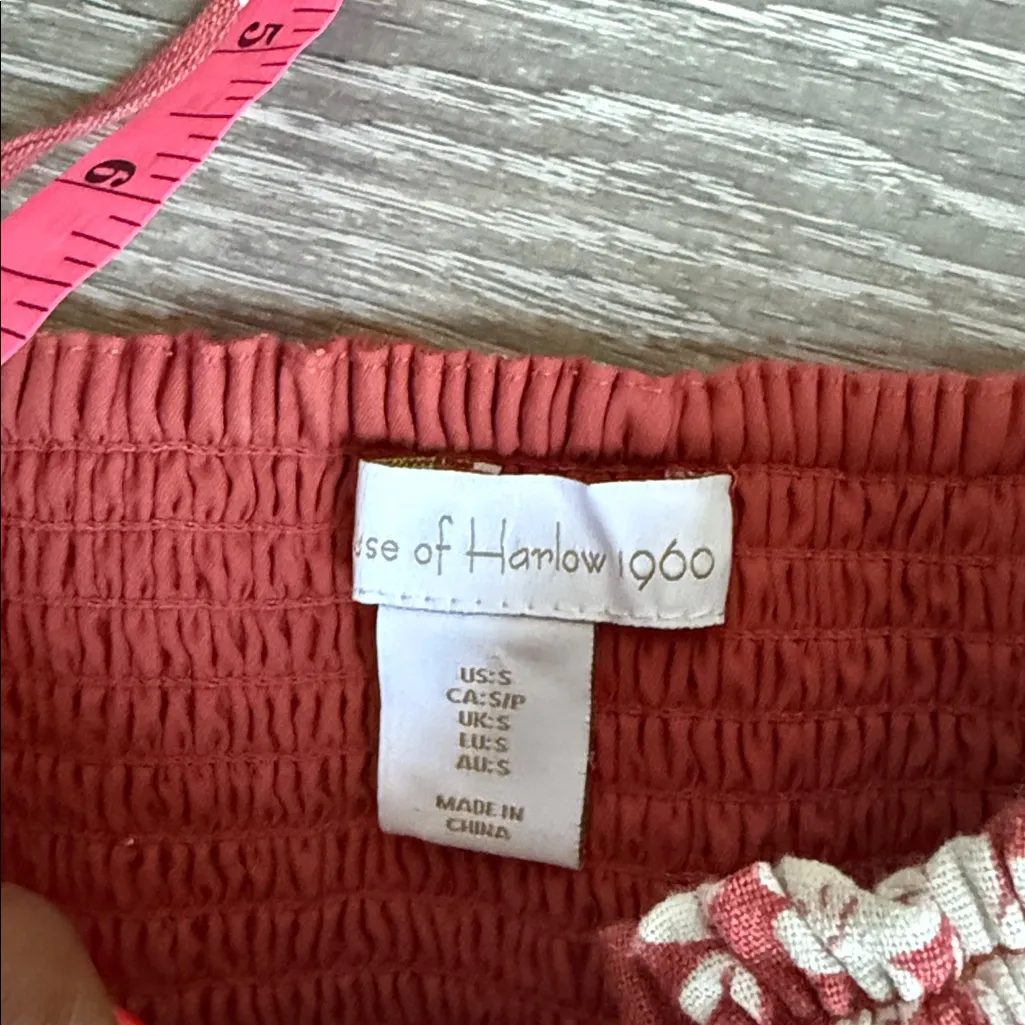 5
6
use of Harlow 1960
US:S
CA:S/P
UK:S
EU:S
AU:S
MADE IN
CHINA